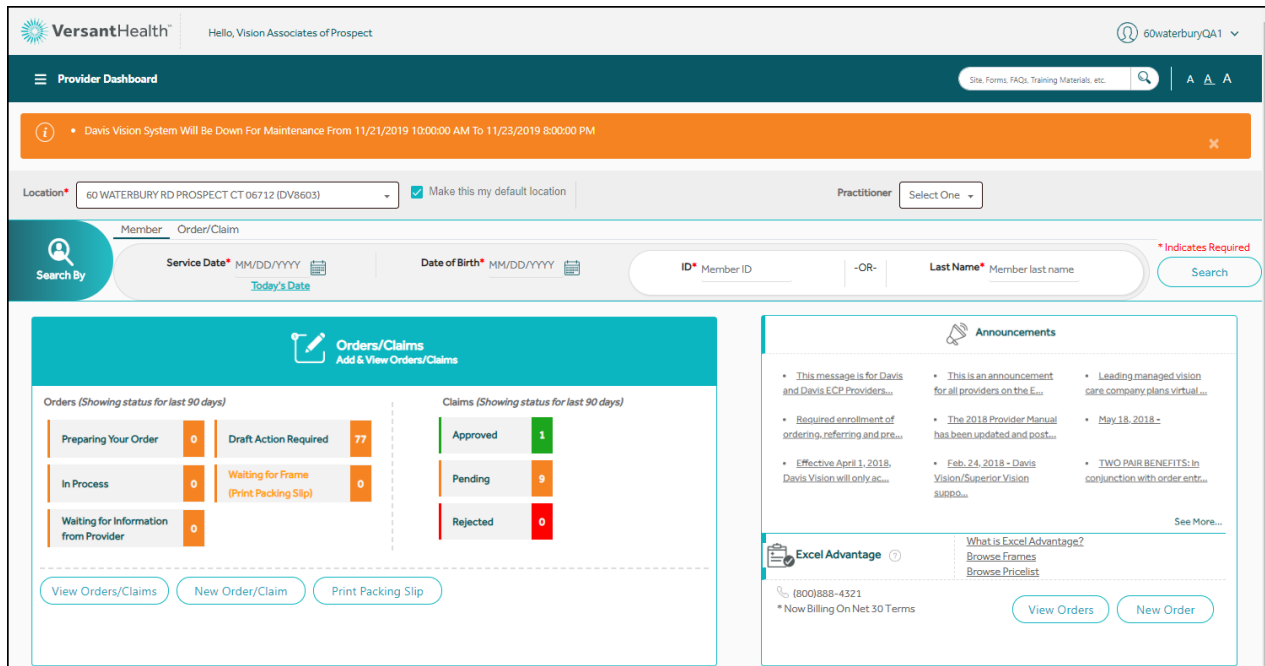 VersantHealth™
Hello, Vision Associates of Prospect
60waterburyQA1
Provider Dashboard
Site, Forms, FAQs, Training Materials, etc.
A A A
• Davis Vision System Will Be Down For Maintenance From 11/21/2019 10:00:00 AM To 11/23/2019 8:00:00 PM
Location*
60 WATERBURY RD PROSPECT CT 06712 (DV8603)
Make this my default location
Practitioner
Select One
Member
Order/Claim
* Indicates Required
Search By
Service Date* MM/DD/YYYY
Today's Date
Date of Birth* MM/DD/YYYY
ID* Member ID
-OR-
Last Name* Member last name
Search
Orders/Claims
Add & View Orders/Claims
Orders (Showing status for last 90 days)
Preparing Your Order 0
Draft Action Required 77
In Process 0
Waiting for Frame
(Print Packing Slip) 0
Waiting for Information
from Provider 0
Claims (Showing status for last 90 days)
Approved 1
Pending 9
Rejected 0
View Orders/Claims
New Order/Claim
Print Packing Slip
Announcements
• This message is for Davis
and Davis ECP Providers...
• This is an announcement
for all providers on the E...
• Leading managed vision
care company plans virtual ...
• Required enrollment of
ordering, referring and pre...
• The 2018 Provider Manual
has been updated and post...
• May 18, 2018 -
• Effective April 1, 2018,
Davis Vision will only ac...
• Feb. 24, 2018 - Davis
Vision/Superior Vision
suppo...
• TWO PAIR BENEFITS: In
conjunction with order entr...
See More...
Excel Advantage ?
What is Excel Advantage?
Browse Frames
Browse Pricelist
(800)888-4321
* Now Billing On Net 30 Terms
View Orders
New Order